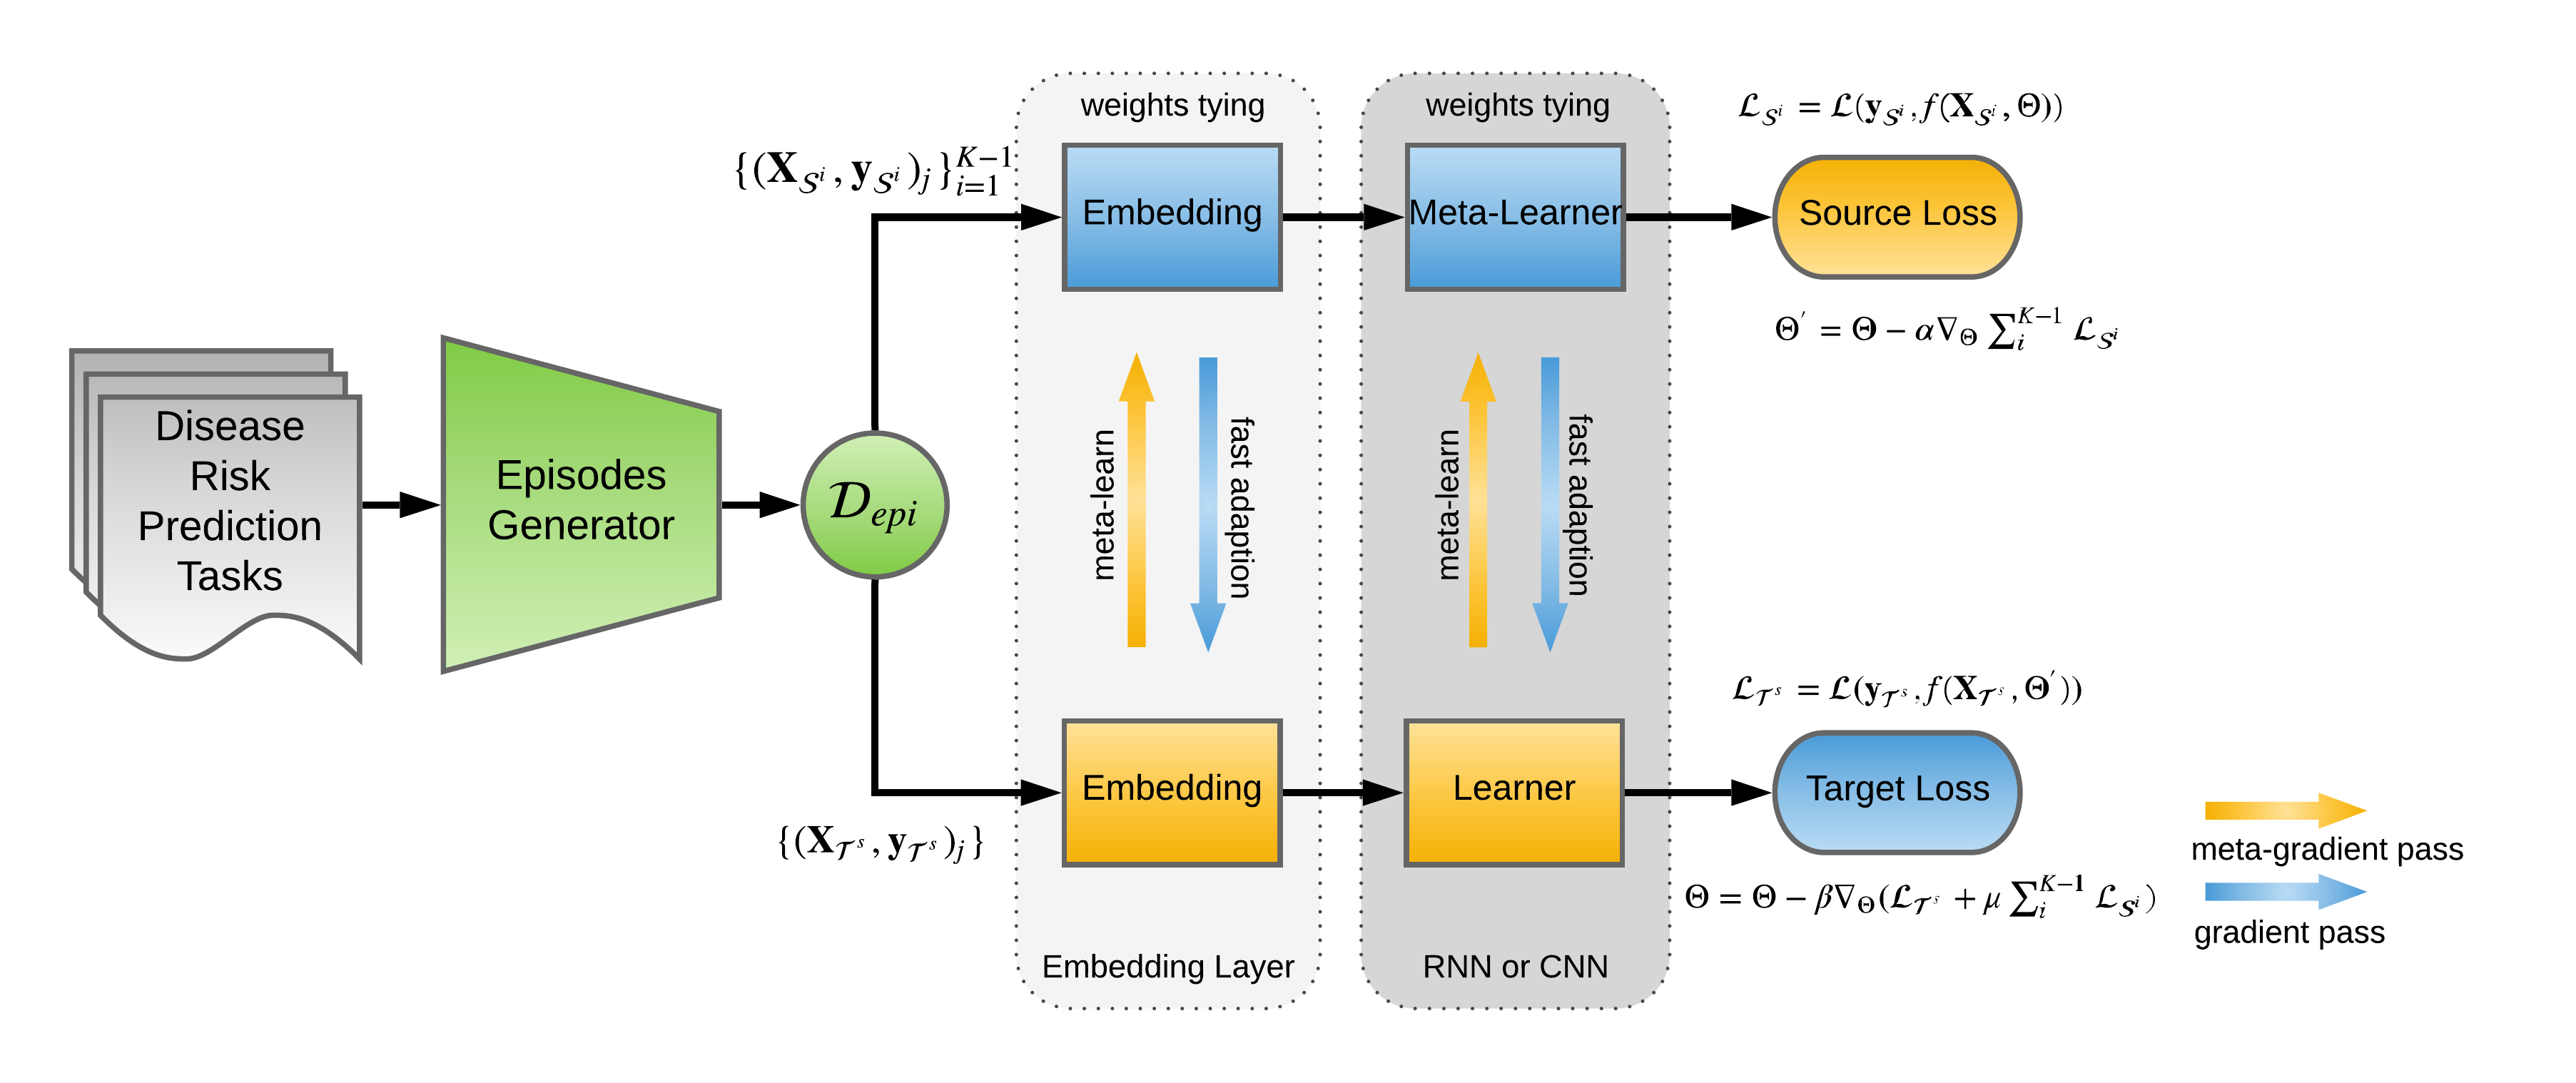 Disease
Risk
Prediction
Tasks
Episodes
Generator
𝒟_{epi}
{(𝐗_{𝒮^i}, 𝐲_{𝒮^i})_j}_{i=1}^{K−1}
{(𝐗_{𝒯^s}, 𝐲_{𝒯^s})_j}
weights tying
Embedding
meta-learn
fast adaption
Embedding
Embedding Layer
weights tying
Meta-Learner
meta-learn
fast adaption
Learner
RNN or CNN
ℒ_{𝒮^i} = ℒ(𝐲_{𝒮^i}, f(𝐗_{𝒮^i}, Θ))
Source Loss
Θ′ = Θ − α∇_Θ ∑_i^{K−1} ℒ_{𝒮^i}
ℒ_{𝒯^s} = ℒ(𝐲_{𝒯^s}, f(𝐗_{𝒯^s}, Θ′))
Target Loss
Θ = Θ − β∇_Θ(ℒ_{𝒯^s} + μ ∑_i^{K−1} ℒ_{𝒮^i})
meta-gradient pass
gradient pass